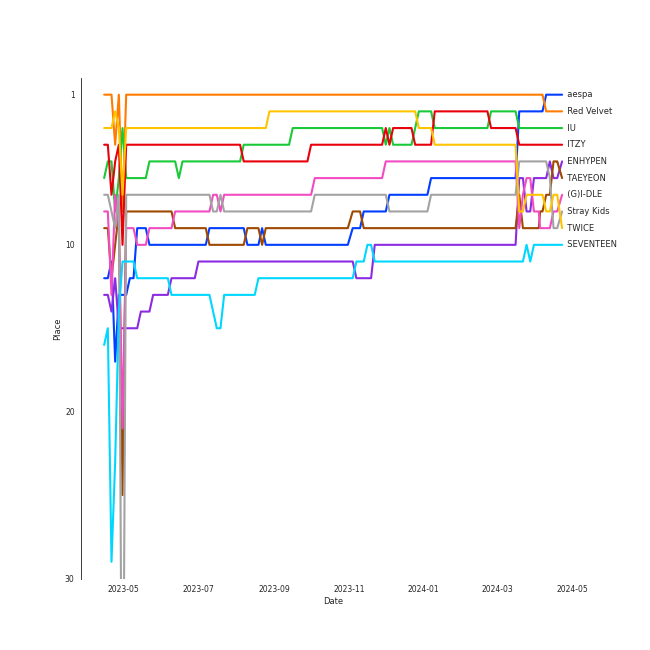 1
10
20
30
Place
2023-05
2023-07
2023-09
2023-11
2024-01
2024-03
2024-05
Date
aespa
Red Velvet
IU
ITZY
ENHYPEN
TAEYEON
(G)I-DLE
Stray Kids
TWICE
SEVENTEEN